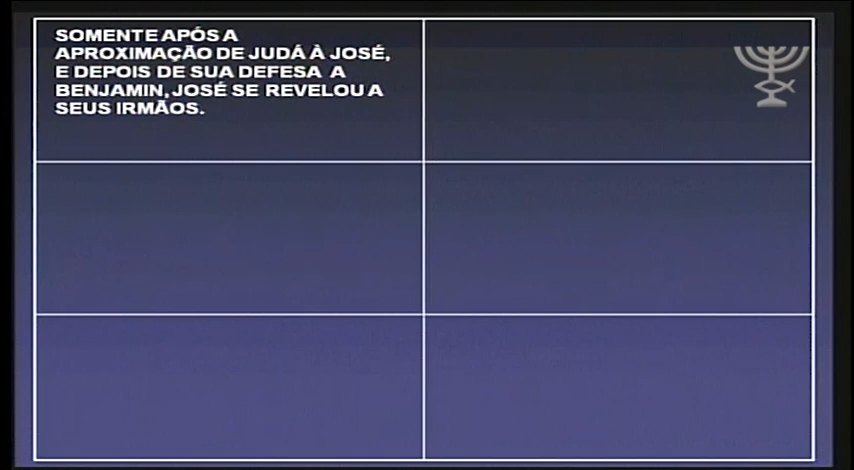 SOMENTE APÓS A
APROXIMAÇÃO DE JUDÁ À JOSÉ,
E DEPOIS DE SUA DEFESA A
BENJAMIN, JOSÉ SE REVELOU A
SEUS IRMÃOS.